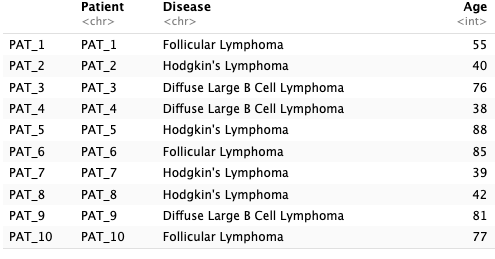 Patient Disease Age
<chr> <chr> <int>
PAT_1 PAT_1 Follicular Lymphoma 55
PAT_2 PAT_2 Hodgkin's Lymphoma 40
PAT_3 PAT_3 Diffuse Large B Cell Lymphoma 76
PAT_4 PAT_4 Diffuse Large B Cell Lymphoma 38
PAT_5 PAT_5 Hodgkin's Lymphoma 88
PAT_6 PAT_6 Follicular Lymphoma 85
PAT_7 PAT_7 Hodgkin's Lymphoma 39
PAT_8 PAT_8 Hodgkin's Lymphoma 42
PAT_9 PAT_9 Diffuse Large B Cell Lymphoma 81
PAT_10 PAT_10 Follicular Lymphoma 77